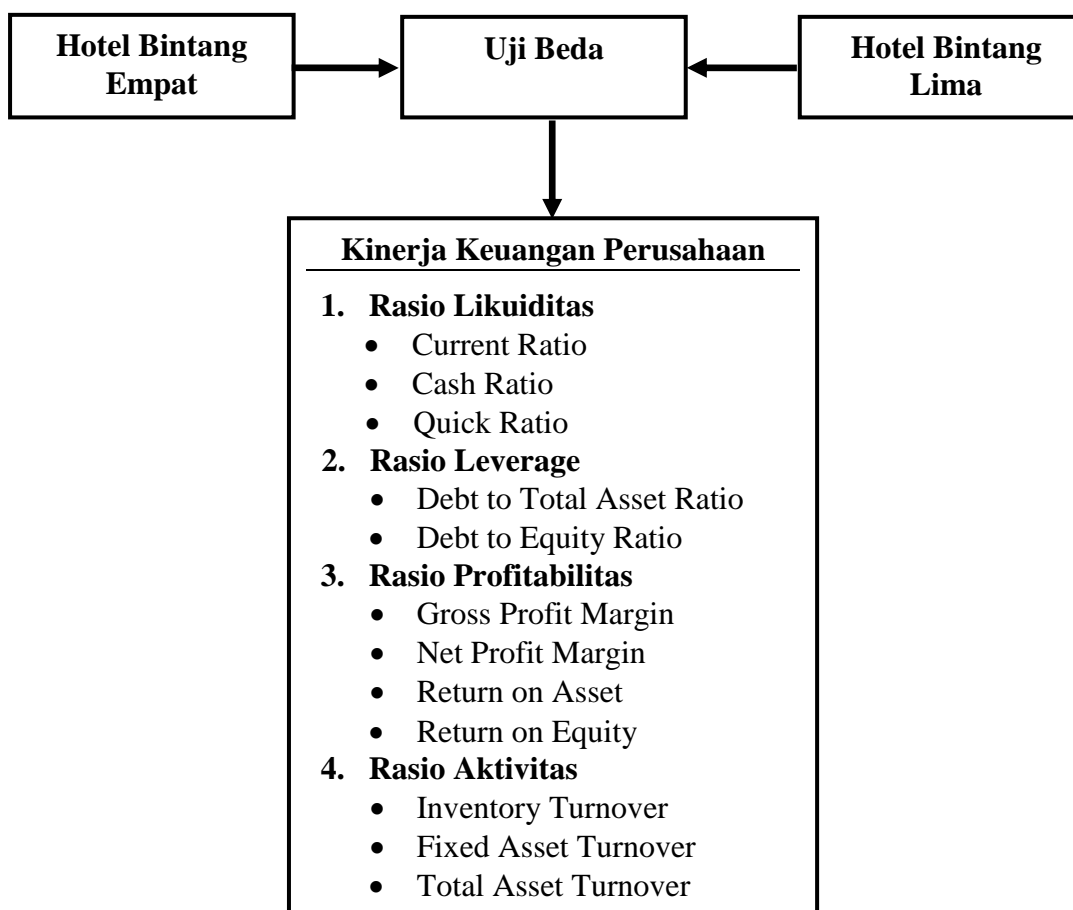 Hotel Bintang
Empat
Uji Beda
Hotel Bintang
Lima
Kinerja Keuangan Perusahaan
1. Rasio Likuiditas
• Current Ratio
• Cash Ratio
• Quick Ratio
2. Rasio Leverage
• Debt to Total Asset Ratio
• Debt to Equity Ratio
3. Rasio Profitabilitas
• Gross Profit Margin
• Net Profit Margin
• Return on Asset
• Return on Equity
4. Rasio Aktivitas
• Inventory Turnover
• Fixed Asset Turnover
• Total Asset Turnover